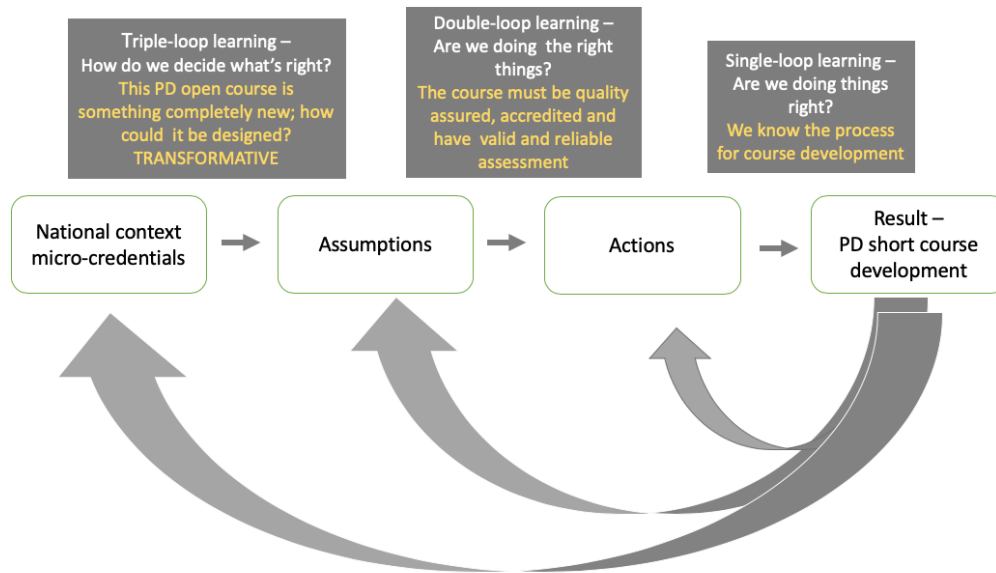 Triple-loop learning –
How do we decide what's right?
This PD open course is
something completely new; how
could it be designed?
TRANSFORMATIVE
Double-loop learning –
Are we doing the right
things?
The course must be quality
assured, accredited and
have valid and reliable
assessment
Single-loop learning –
Are we doing things
right?
We know the process
for course development
National context
micro-credentials
Assumptions
Actions
Result –
PD short course
development